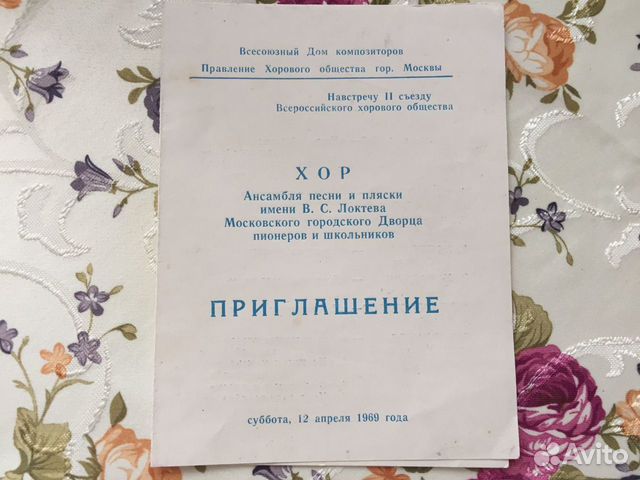 Всесоюзный Дом композиторов
Правление Хорового общества гор. Москвы
Навстречу II съезду
Всероссийского хорового общества
ХОР
Ансамбля песни и пляски
имени В. С. Локтева
Московского городского Дворца
пионеров и школьников
ПРИГЛАШЕНИЕ
суббота, 12 апреля 1969 года
Avito